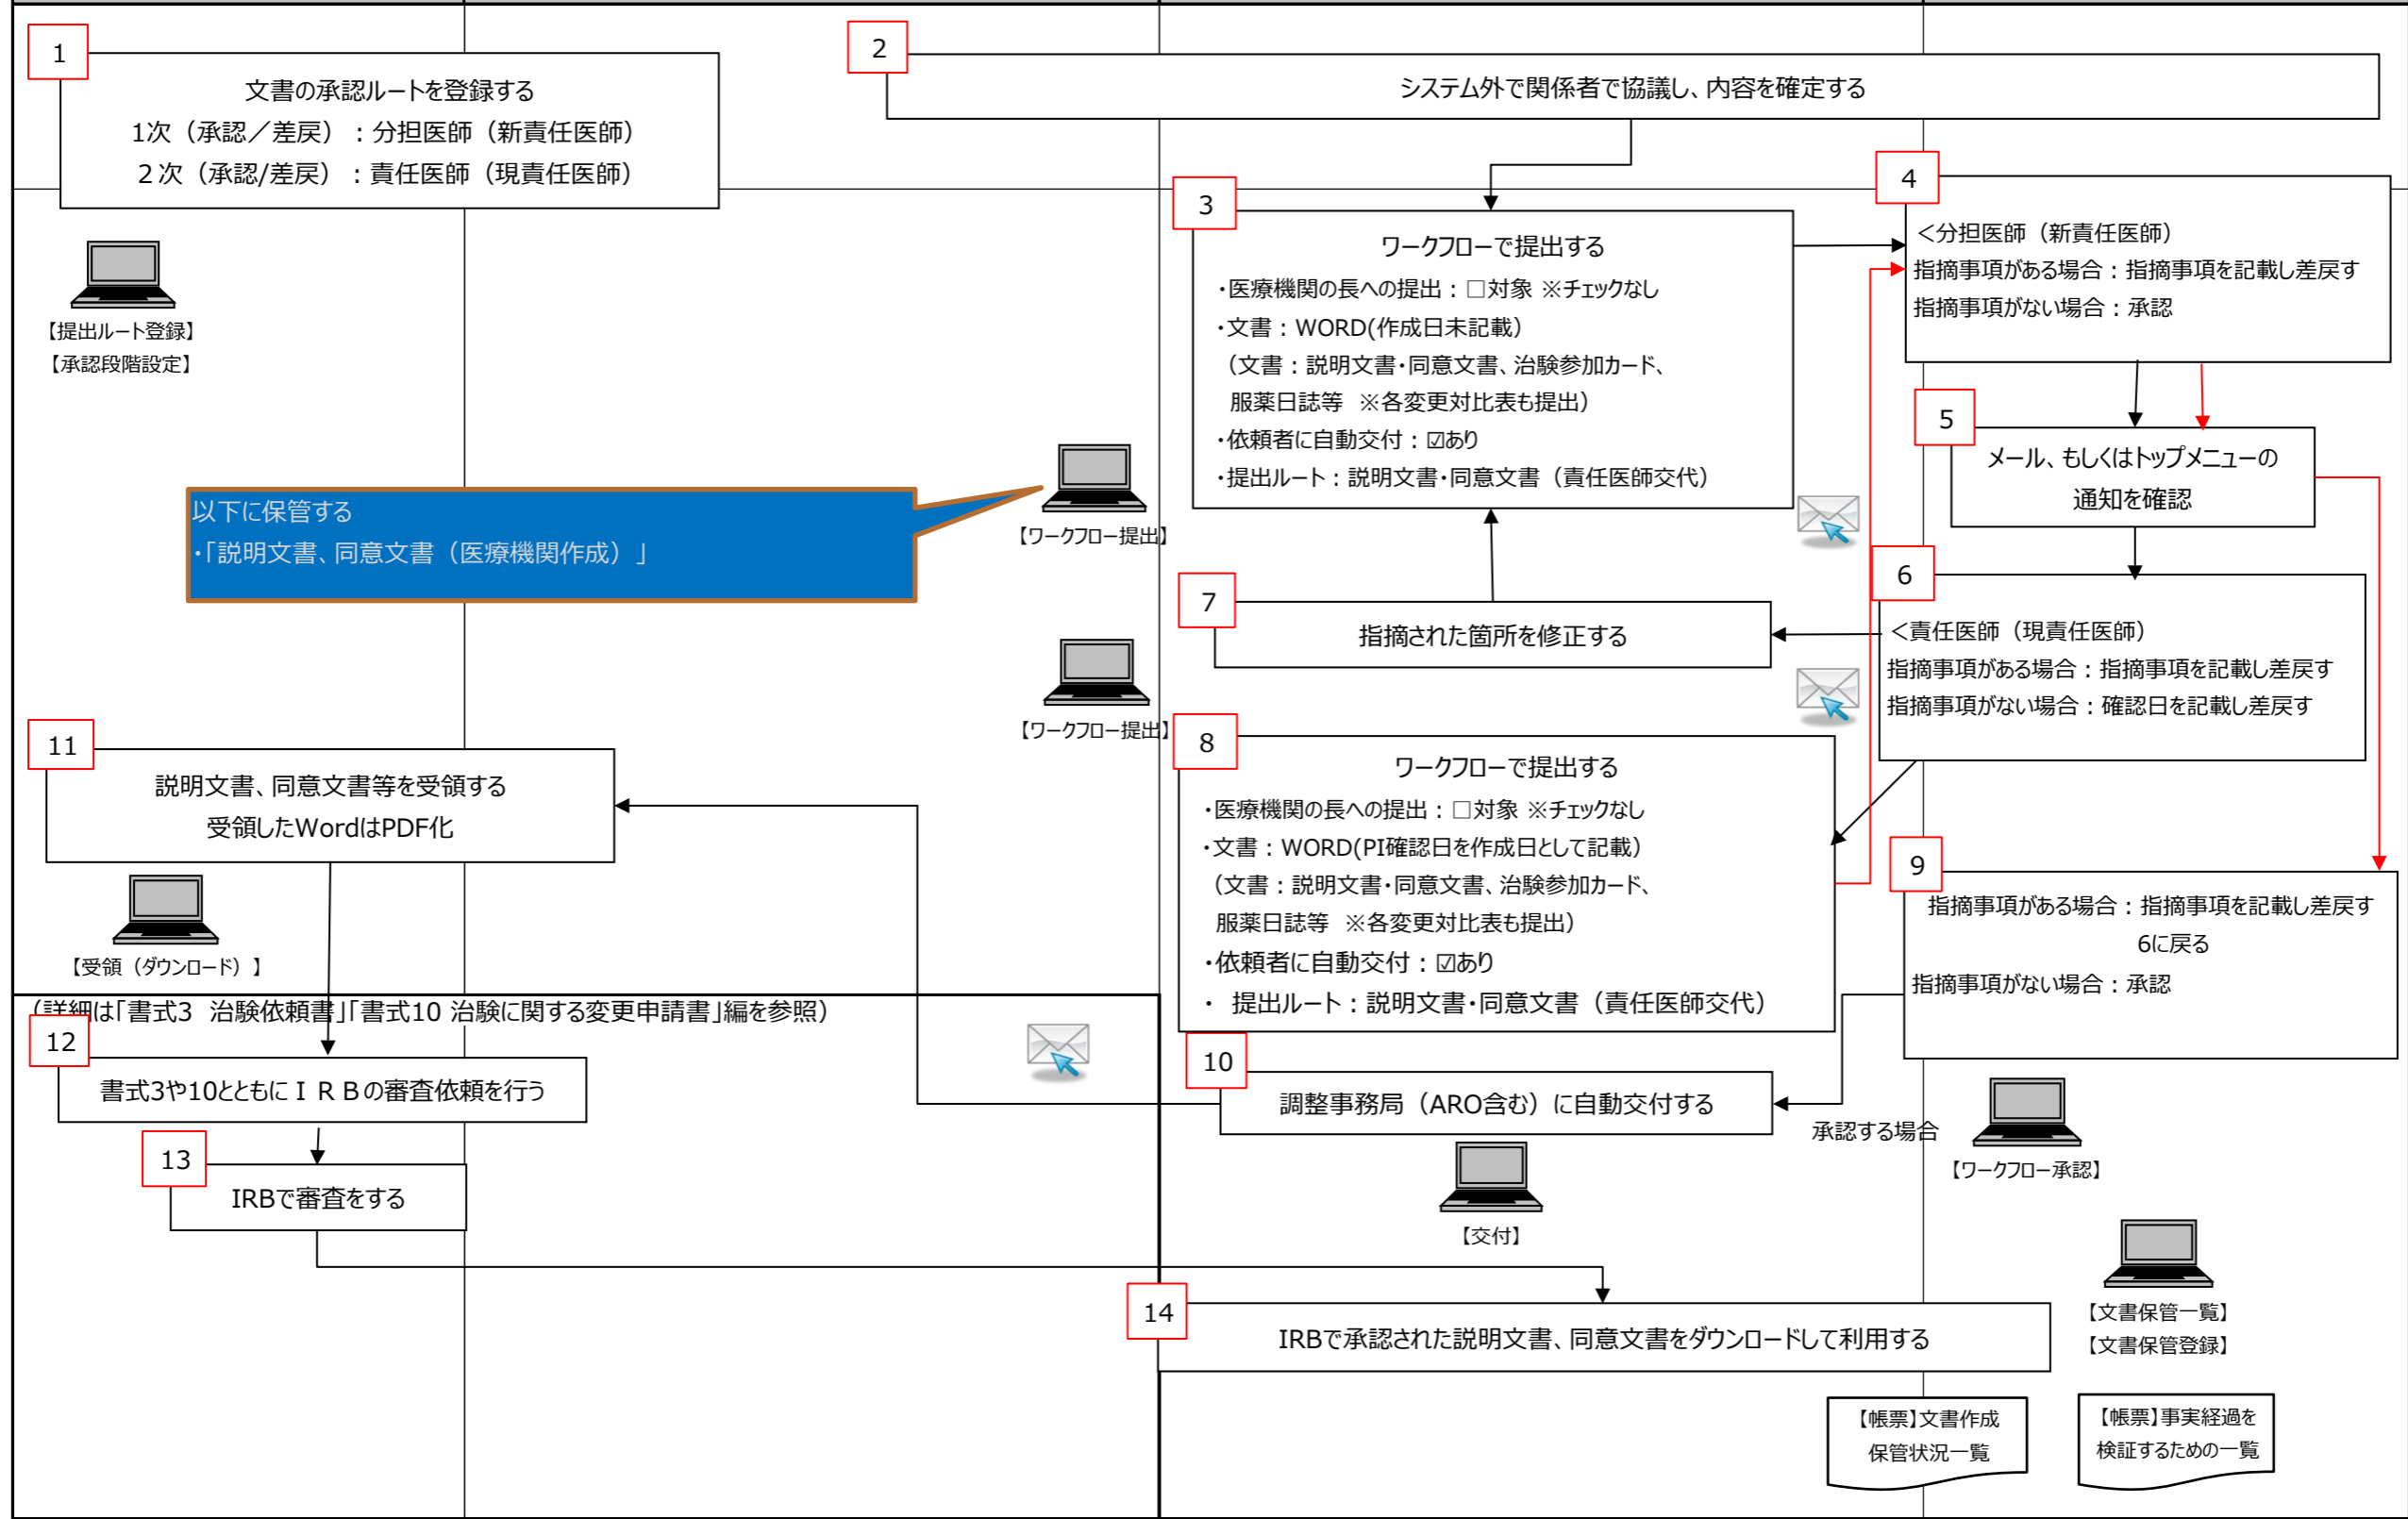 1
文書の承認ルートを登録する
1次（承認／差戻）：分担医師（新責任医師）
２次（承認/差戻）：責任医師（現責任医師）
【提出ルート登録】
【承認段階設定】
2
システム外で関係者で協議し、内容を確定する
3
ワークフローで提出する
・医療機関の長への提出：□対象 ※チェックなし
・文書：WORD(作成日未記載）
（文書：説明文書・同意文書、治験参加カード、
服薬日誌等　※各変更対比表も提出）
・依頼者に自動交付：☑あり
・提出ルート：説明文書・同意文書（責任医師交代）
4
＜分担医師（新責任医師）
指摘事項がある場合：指摘事項を記載し差戻す
指摘事項がない場合：承認
5
メール、もしくはトップメニューの
通知を確認
以下に保管する
・「説明文書、同意文書（医療機関作成）」
【ワークフロー提出】
6
＜責任医師（現責任医師）
指摘事項がある場合：指摘事項を記載し差戻す
指摘事項がない場合：確認日を記載し差戻す
7
指摘された箇所を修正する
【ワークフロー提出】
8
ワークフローで提出する
・医療機関の長への提出：□対象 ※チェックなし
・文書：WORD(PI確認日を作成日として記載）
（文書：説明文書・同意文書、治験参加カード、
服薬日誌等　※各変更対比表も提出）
・依頼者に自動交付：☑あり
・ 提出ルート：説明文書・同意文書（責任医師交代）
9
指摘事項がある場合：指摘事項を記載し差戻す
6に戻る
指摘事項がない場合：承認
承認する場合
【ワークフロー承認】
10
調整事務局（ARO含む）に自動交付する
【交付】
11
説明文書、同意文書等を受領する
受領したWordはPDF化
【受領（ダウンロード）】
（詳細は「書式3　治験依頼書」「書式10 治験に関する変更申請書」編を参照）
12
書式3や10とともにＩＲＢの審査依頼を行う
13
IRBで審査をする
14
IRBで承認された説明文書、同意文書をダウンロードして利用する
【文書保管一覧】
【文書保管登録】
【帳票】文書作成
保管状況一覧
【帳票】事実経過を
検証するための一覧